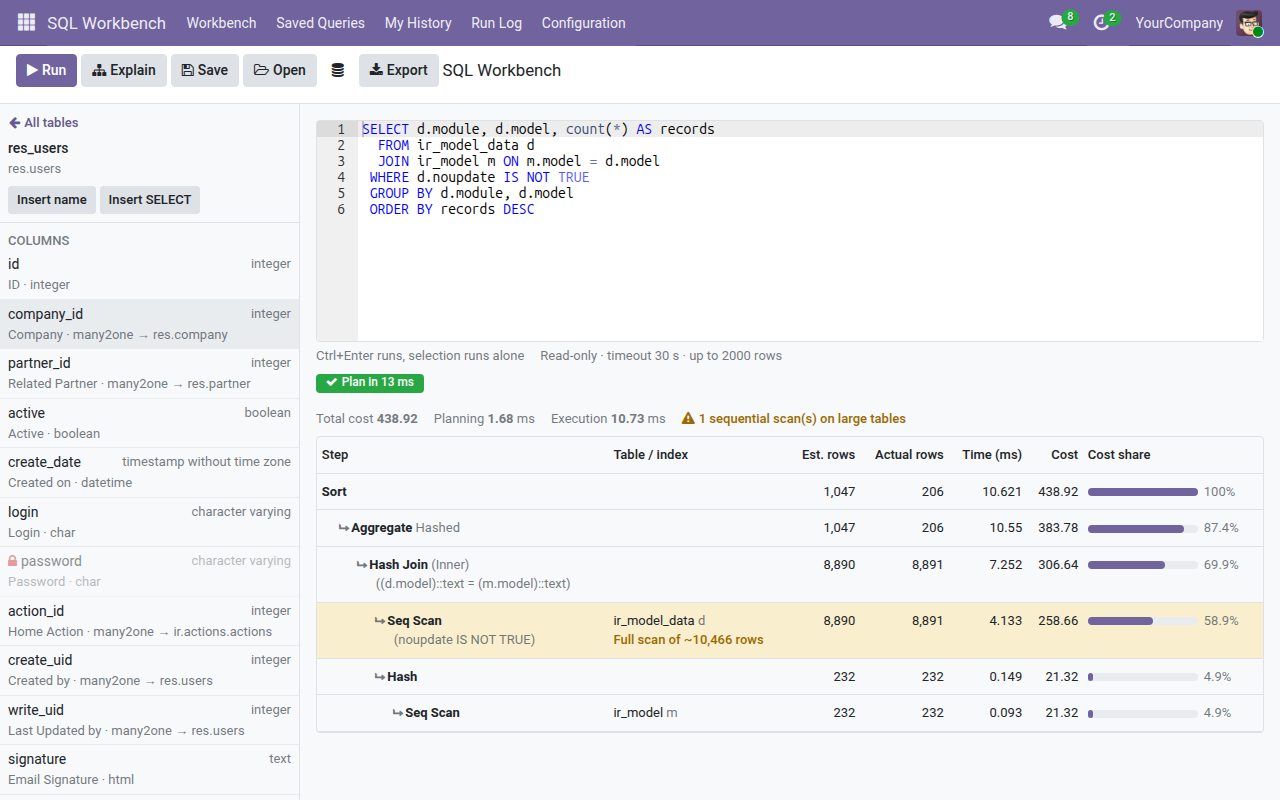 SQL Workbench Workbench Saved Queries My History Run Log Configuration 8 2 YourCompany
Run Explain Save Open Export SQL Workbench
All tables
res_users
res.users
Insert name Insert SELECT
COLUMNS
id integer
ID · integer
company_id integer
Company · many2one → res.company
partner_id integer
Related Partner · many2one → res.partner
active boolean
Active · boolean
create_date timestamp without time zone
Created on · datetime
login character varying
Login · char
password character varying
Password · char
action_id integer
Home Action · many2one → ir.actions.actions
create_uid integer
Created by · many2one → res.users
write_uid integer
Last Updated by · many2one → res.users
signature text
Email Signature · html
1 SELECT d.module, d.model, count(*) AS records
2 FROM ir_model_data d
3 JOIN ir_model m ON m.model = d.model
4 WHERE d.noupdate IS NOT TRUE
5 GROUP BY d.module, d.model
6 ORDER BY records DESC
Ctrl+Enter runs, selection runs alone Read-only · timeout 30 s · up to 2000 rows
Plan in 13 ms
Total cost 438.92 Planning 1.68 ms Execution 10.73 ms 1 sequential scan(s) on large tables
Step Table / index Est. rows Actual rows Time (ms) Cost Cost share
Sort 1,047 206 10.621 438.92 100%
↳ Aggregate Hashed 1,047 206 10.55 383.78 87.4%
↳ Hash Join (Inner) 8,890 8,891 7.252 306.64 69.9%
((d.model)::text = (m.model)::text)
↳ Seq Scan ir_model_data d 8,890 8,891 4.133 258.66 58.9%
(noupdate IS NOT TRUE) Full scan of ~10,466 rows
↳ Hash 232 232 0.149 21.32 4.9%
↳ Seq Scan ir_model m 232 232 0.093 21.32 4.9%